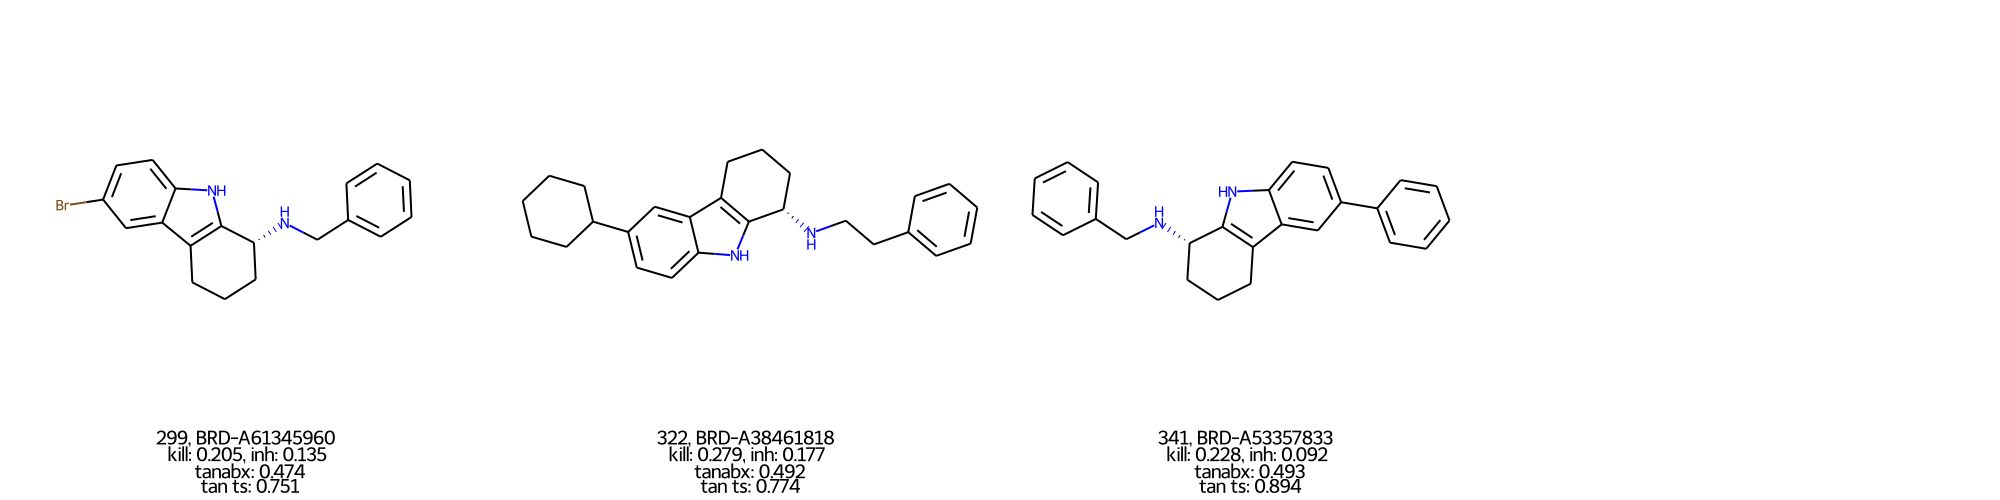 Br
NH
H
N
299, BRD-A61345960
kill: 0.205, inh: 0.135
tanabx: 0.474
tan ts: 0.751
NH
N
H
322, BRD-A38461818
kill: 0.279, inh: 0.177
tanabx: 0.492
tan ts: 0.774
H
N
HN
341, BRD-A53357833
kill: 0.228, inh: 0.092
tanabx: 0.493
tan ts: 0.894